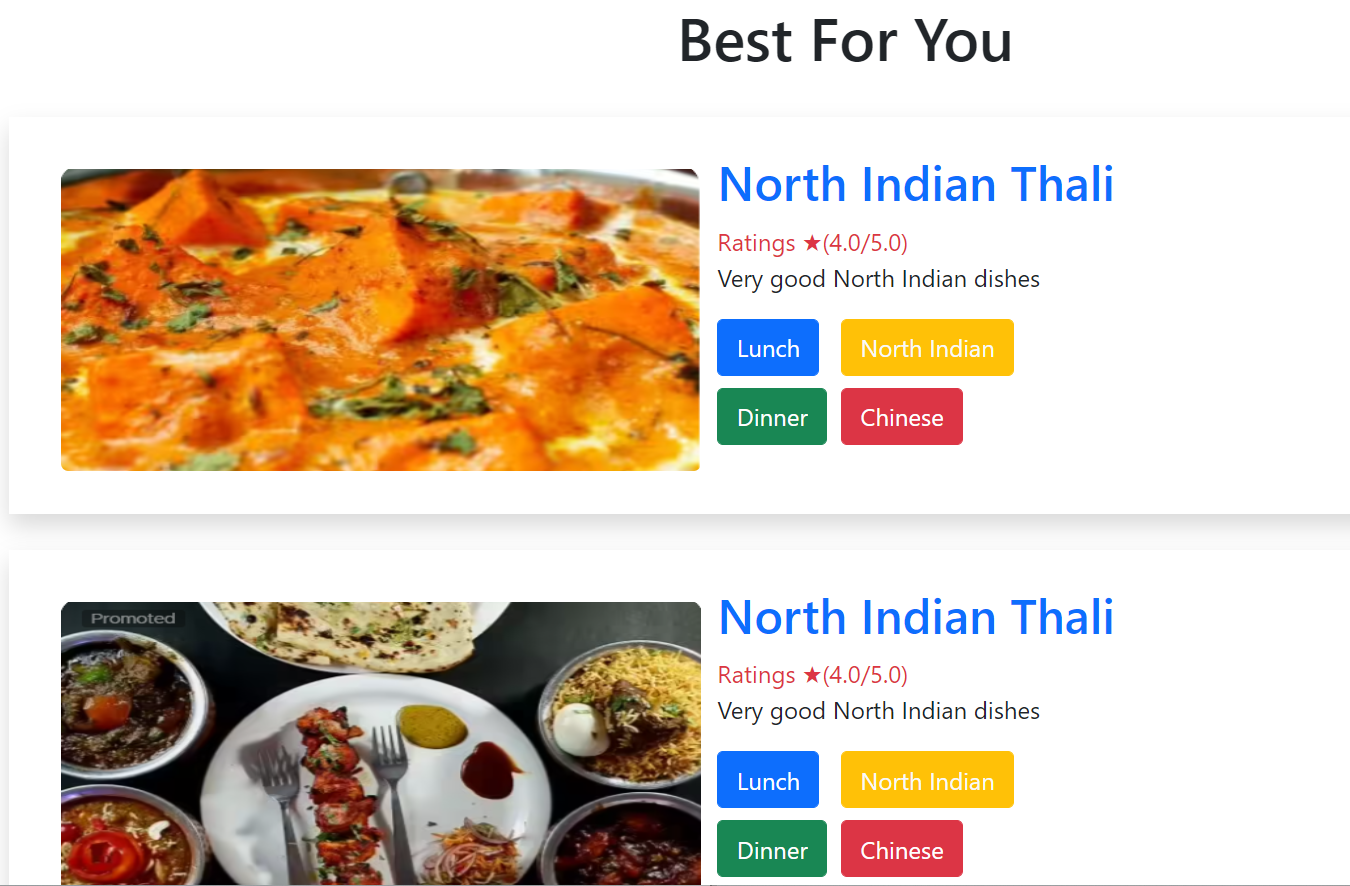 Best For You
North Indian Thali
Ratings ★(4.0/5.0)
Very good North Indian dishes
Lunch North Indian
Dinner Chinese
Promoted
North Indian Thali
Ratings ★(4.0/5.0)
Very good North Indian dishes
Lunch North Indian
Dinner Chinese